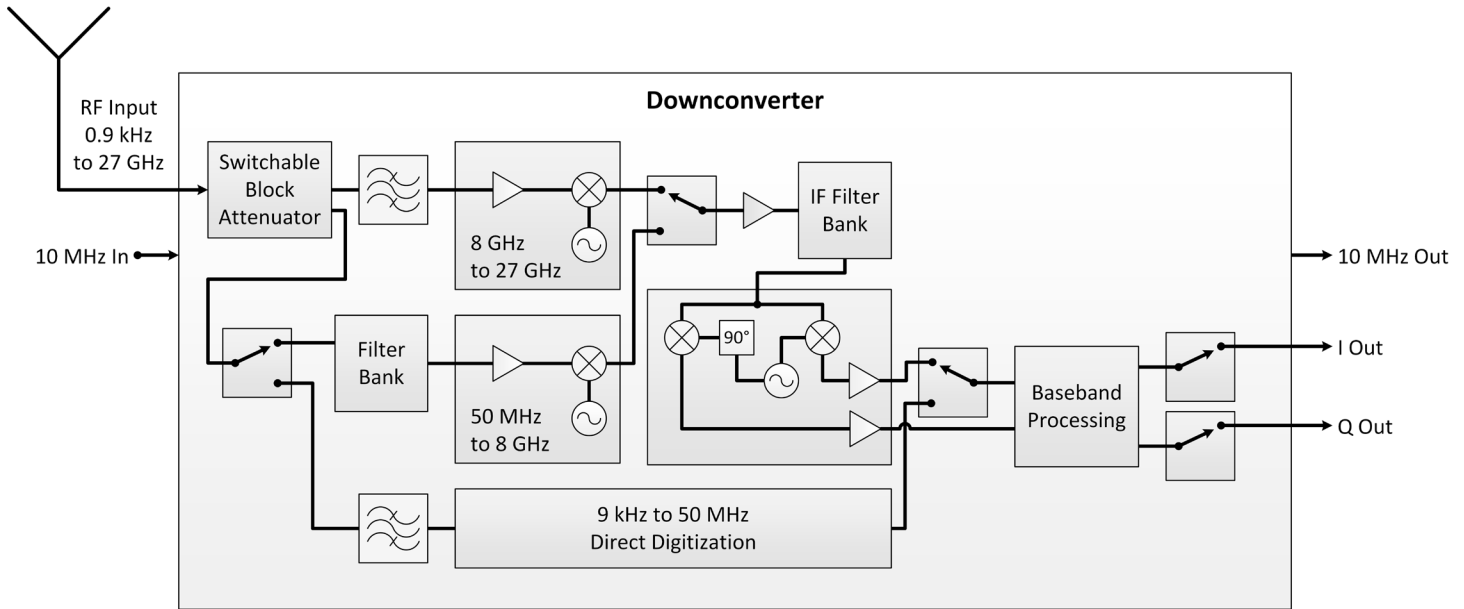 Downconverter
RF Input
0.9 kHz
to 27 GHz
Switchable
Block
Attenuator
8 GHz
to 27 GHz
IF Filter
Bank
10 MHz In
10 MHz Out
Filter
Bank
50 MHz
to 8 GHz
90°
Baseband
Processing
I Out
Q Out
9 kHz to 50 MHz
Direct Digitization